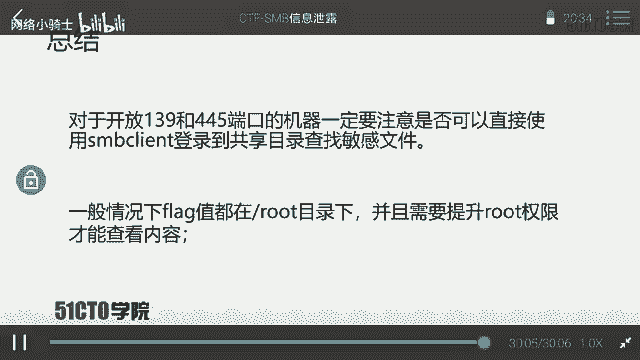 网络小骑士 bilibili
CTF-SMB信息泄露
20:34
总结
对于开放139和445端口的机器一定要注意是否可以直接使
用smbclient登录到共享目录查找敏感文件。
一般情况下flag值都在/root目录下，并且需要提升root权限
才能查看内容；
51CTO学院
30:05/30:06 1.0X